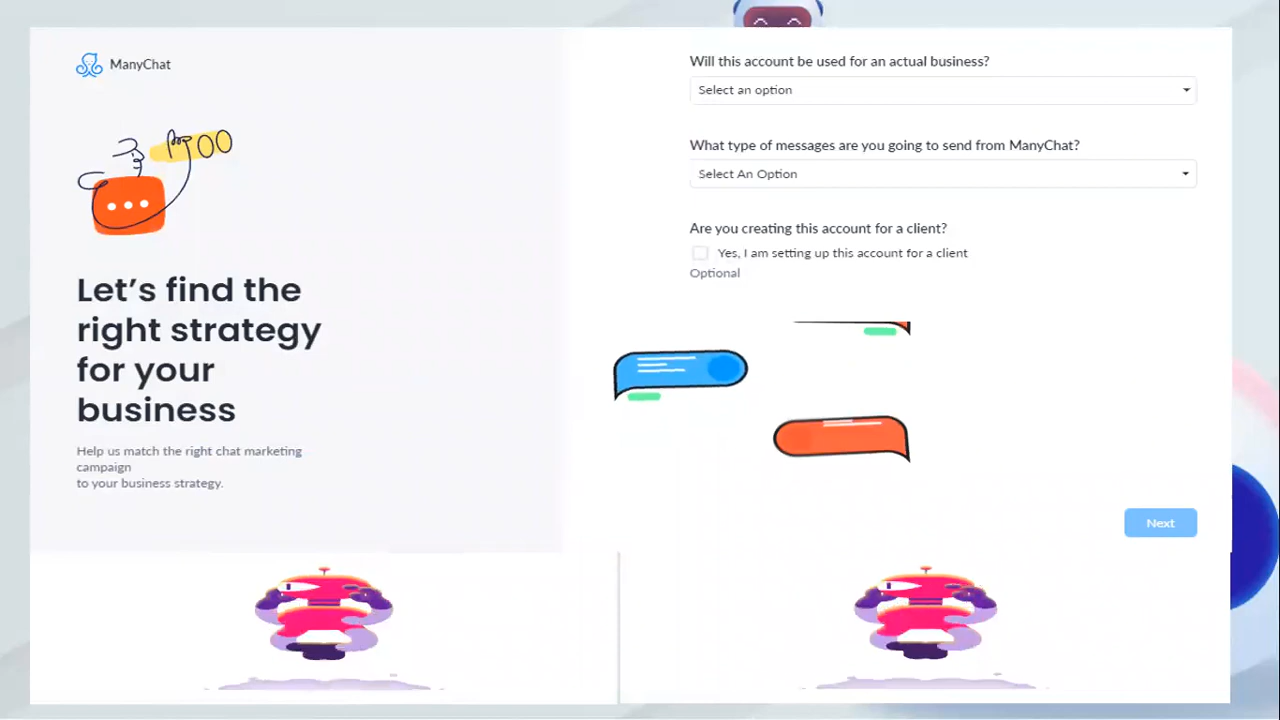 ManyChat
Let's find the
right strategy
for your
business
Help us match the right chat marketing
campaign
to your business strategy.
Will this account be used for an actual business?
Select an option
What type of messages are you going to send from ManyChat?
Select An Option
Are you creating this account for a client?
Yes, I am setting up this account for a client
Optional
Next